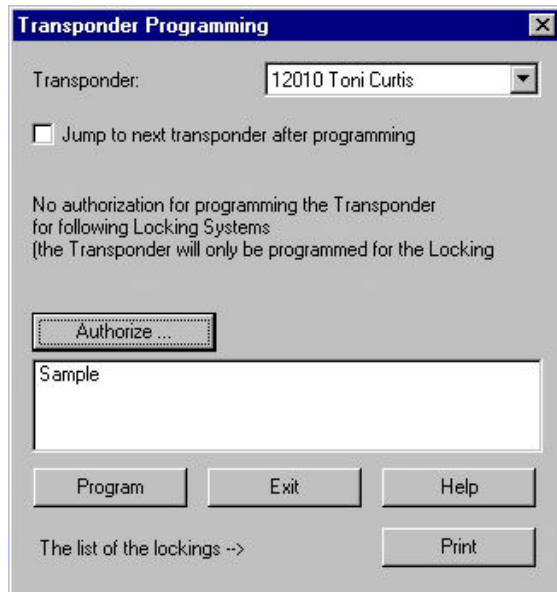 Transponder Programming
Transponder:
12010 Toni Curtis
Jump to next transponder after programming
No authorization for programming the Transponder
for following Locking Systems
(the Transponder will only be programmed for the Locking
Authorize ...
Sample
Program
Exit
Help
The list of the lockings -->
Print